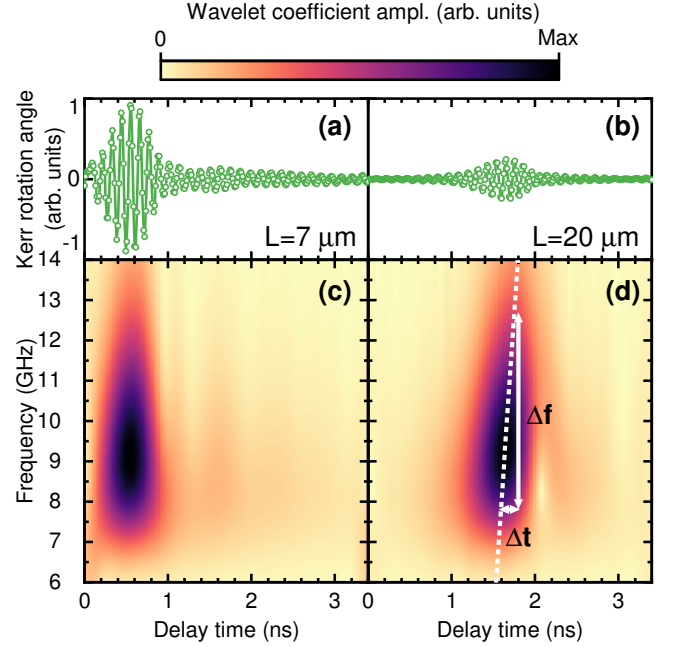 Wavelet coefficient ampl. (arb. units)
0 Max
Kerr rotation angle
(arb. units)
1
0
-1
(a)
L=7 μm
(b)
L=20 μm
Frequency (GHz)
14
13
12
11
10
9
8
7
6
(c)
(d)
Δf
Δt
0 1 2 3
0 1 2 3
Delay time (ns) Delay time (ns)